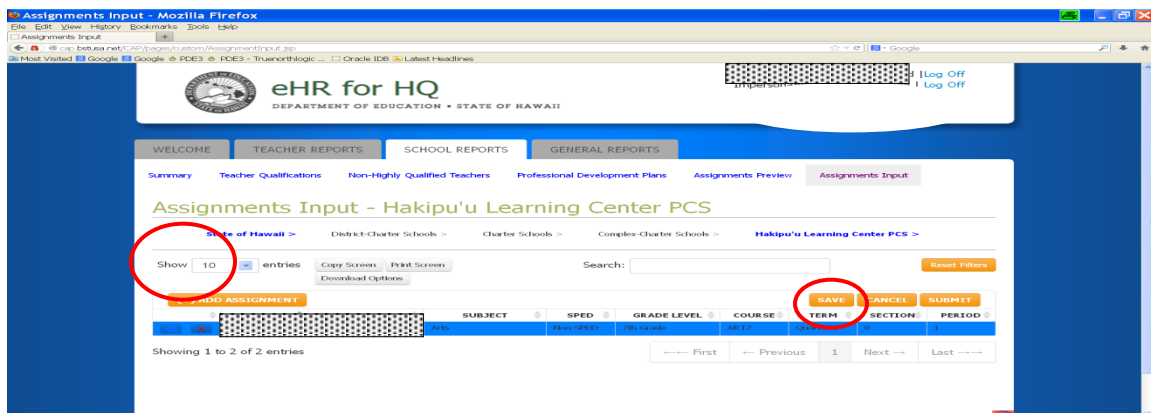 Assignments Input - Mozilla Firefox
File Edit View History Bookmarks Tools Help
Assignments Input +
cap.bstusa.net/CAP/pages/custom/AssignmentInput.jsp Google
Most Visited Google Google PDE3 PDE3 - Truenorthlogic ... Oracle IDB Latest Headlines
eHR for HQ
DEPARTMENT OF EDUCATION • STATE OF HAWAII
| Log Off
Log Off
WELCOME TEACHER REPORTS SCHOOL REPORTS GENERAL REPORTS
Summary Teacher Qualifications Non-Highly Qualified Teachers Professional Development Plans Assignments Preview Assignments Input
Assignments Input - Hakipu'u Learning Center PCS
State of Hawaii > District-Charter Schools > Charter Schools > Complex-Charter Schools > Hakipu'u Learning Center PCS >
Show 10 entries Copy Screen Print Screen Search: Reset Filters
Download Options
ADD ASSIGNMENT SAVE CANCEL SUBMIT
SUBJECT SPED GRADE LEVEL COURSE TERM SECTION PERIOD
Arts Non-SPED 7th Grade ART7 0 1
Showing 1 to 2 of 2 entries ←←← First ← Previous 1 Next → Last →→→